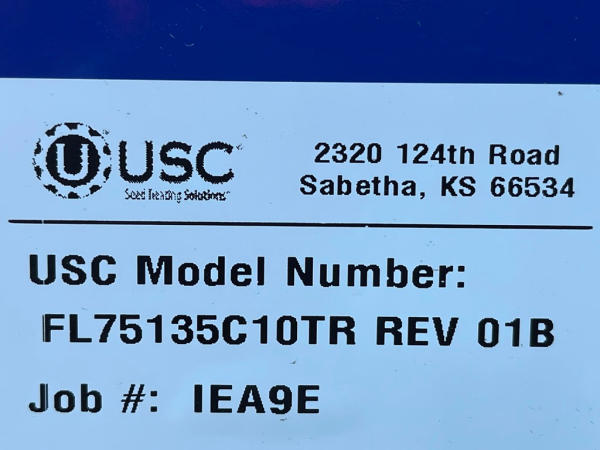 U USC
Seed Treating Solutions
2320 124th Road
Sabetha, KS 66534
USC Model Number:
FL75135C10TR REV 01B
Job #: IEA9E